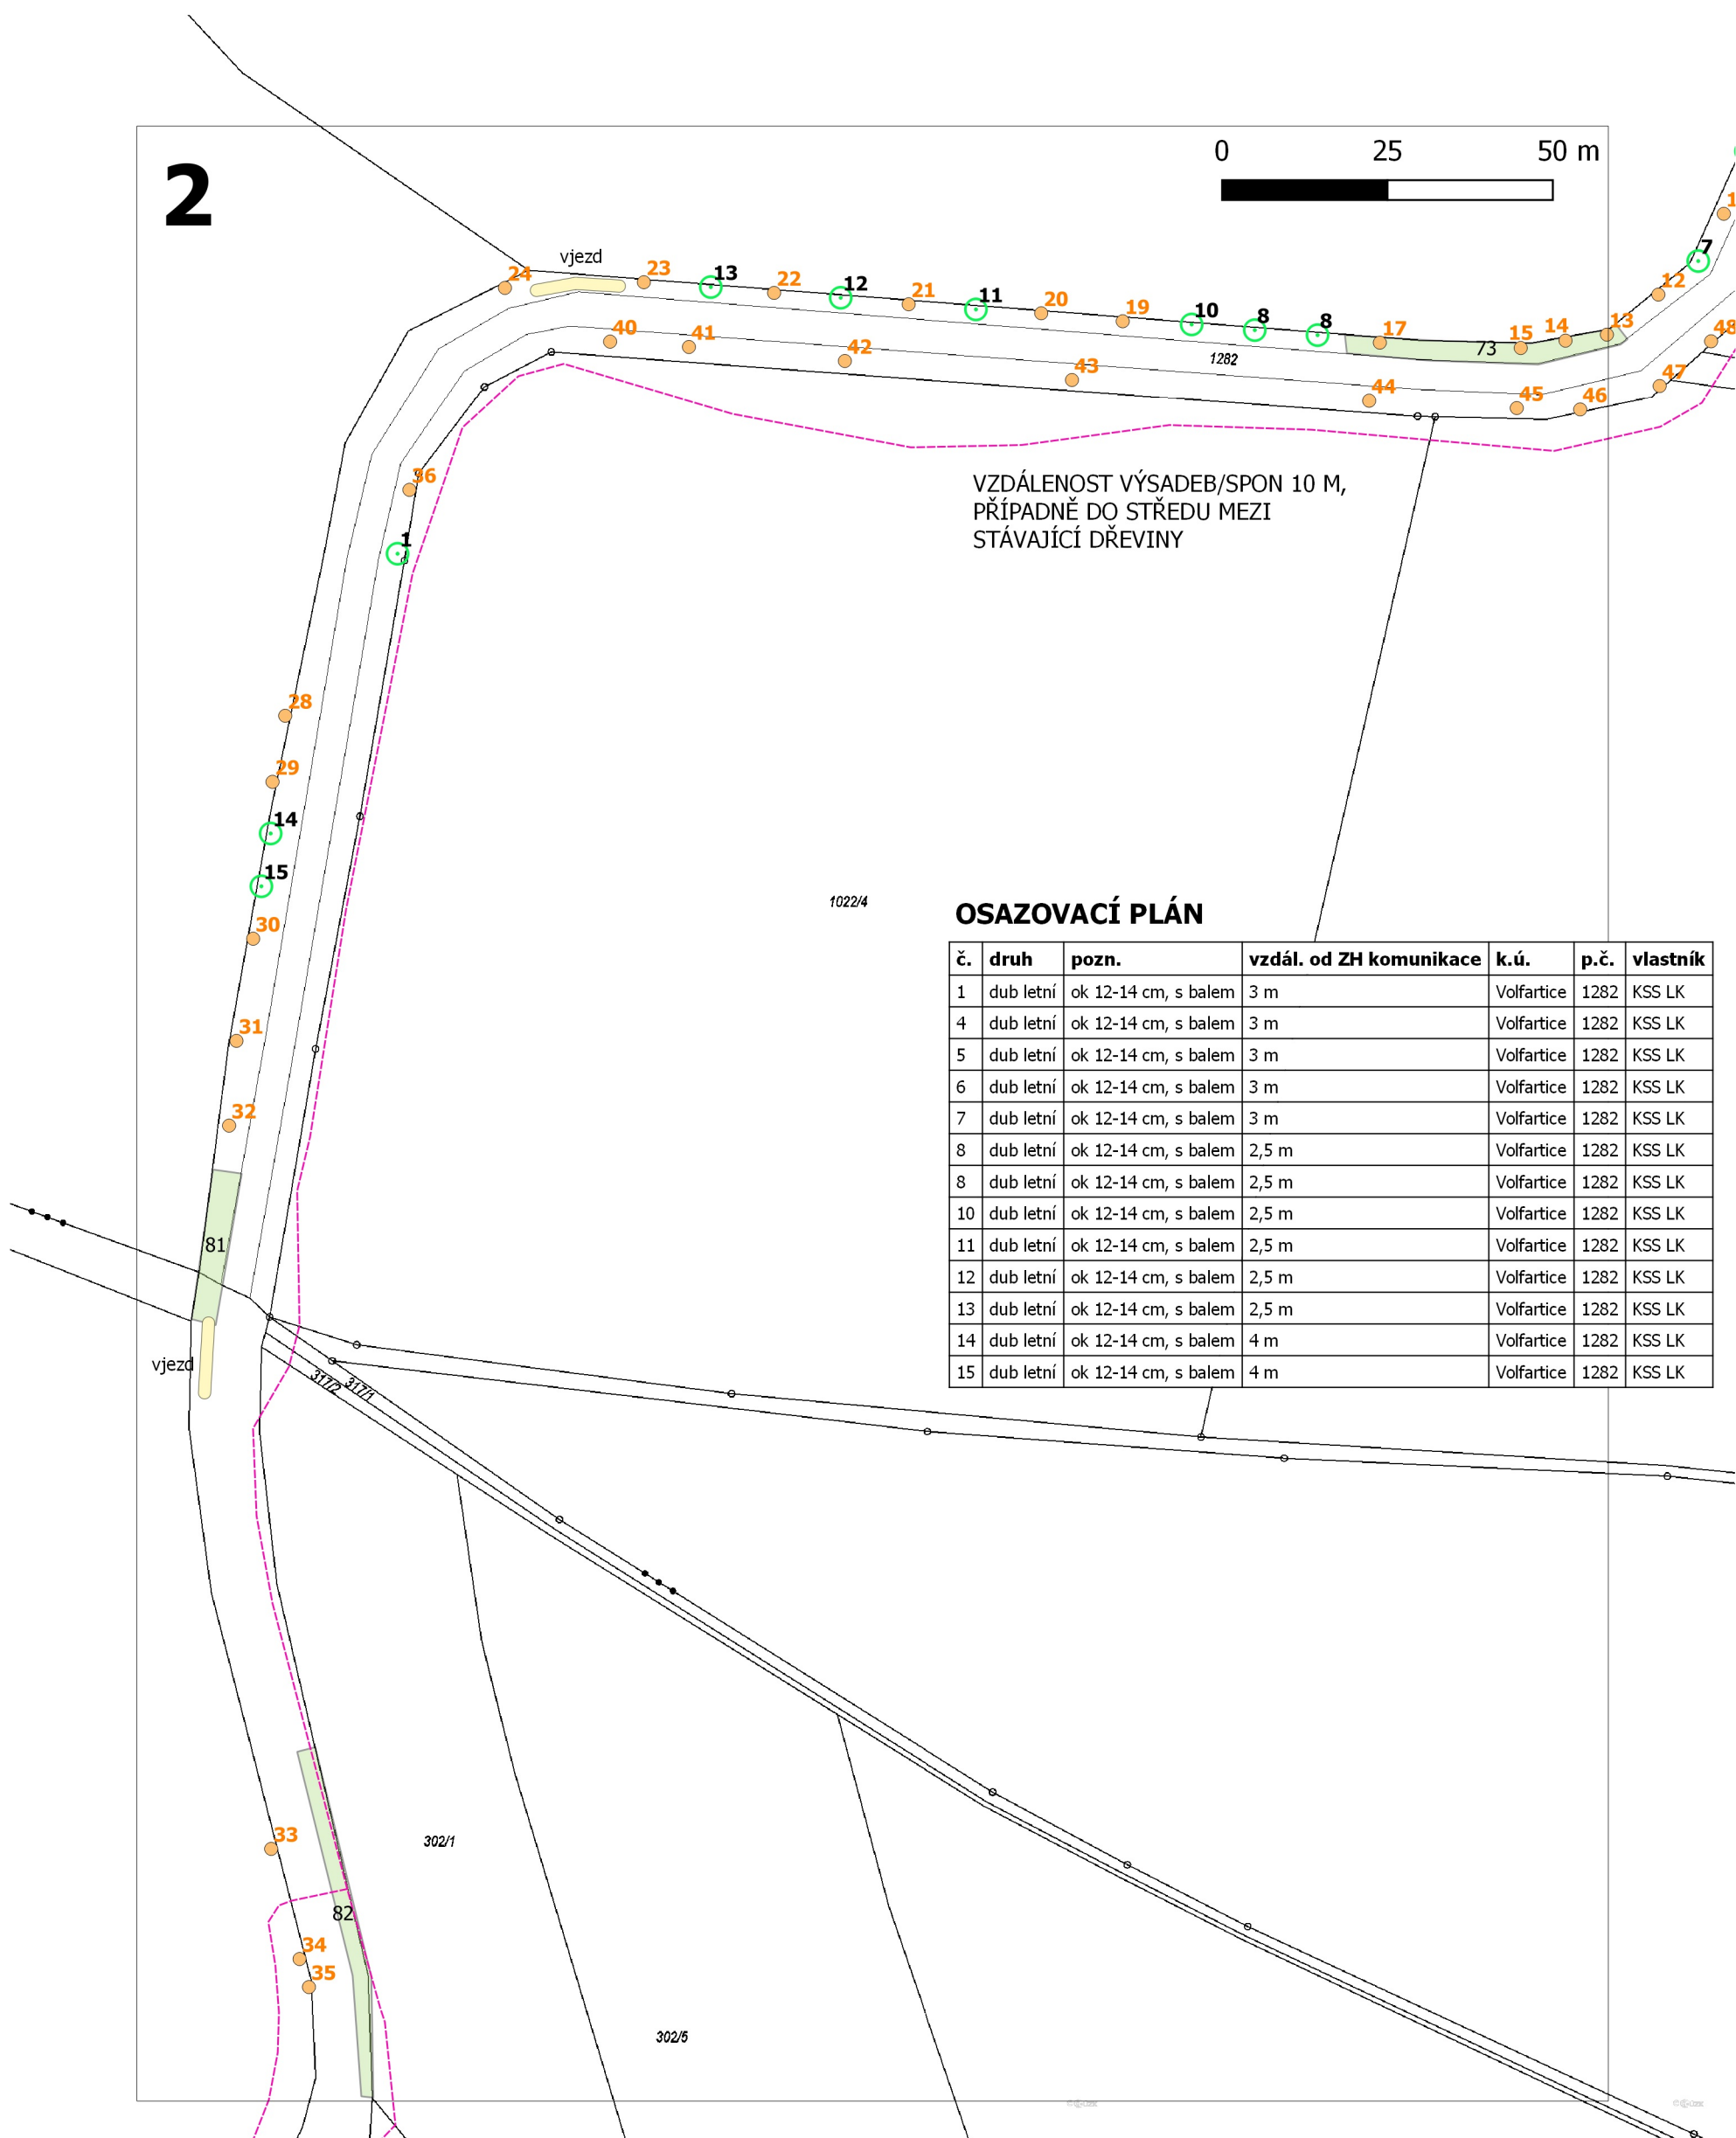 2
0 25 50 m
vjezd
24
23
13
22
12
21
11
20
19
10
8
8
17
73
15
14
13
12
7
1
48
47
46
45
44
43
42
41
40
1282
36
1
VZDÁLENOST VÝSADEB/SPON 10 M,
PŘÍPADNĚ DO STŘEDU MEZI
STÁVAJÍCÍ DŘEVINY
28
29
14
15
30
31
32
81
vjezd
1022/4
OSAZOVACÍ PLÁN
č. druh pozn. vzdál. od ZH komunikace k.ú. p.č. vlastník
1 dub letní ok 12-14 cm, s balem 3 m Volfartice 1282 KSS LK
4 dub letní ok 12-14 cm, s balem 3 m Volfartice 1282 KSS LK
5 dub letní ok 12-14 cm, s balem 3 m Volfartice 1282 KSS LK
6 dub letní ok 12-14 cm, s balem 3 m Volfartice 1282 KSS LK
7 dub letní ok 12-14 cm, s balem 3 m Volfartice 1282 KSS LK
8 dub letní ok 12-14 cm, s balem 2,5 m Volfartice 1282 KSS LK
8 dub letní ok 12-14 cm, s balem 2,5 m Volfartice 1282 KSS LK
10 dub letní ok 12-14 cm, s balem 2,5 m Volfartice 1282 KSS LK
11 dub letní ok 12-14 cm, s balem 2,5 m Volfartice 1282 KSS LK
12 dub letní ok 12-14 cm, s balem 2,5 m Volfartice 1282 KSS LK
13 dub letní ok 12-14 cm, s balem 2,5 m Volfartice 1282 KSS LK
14 dub letní ok 12-14 cm, s balem 4 m Volfartice 1282 KSS LK
15 dub letní ok 12-14 cm, s balem 4 m Volfartice 1282 KSS LK
317/2
317/1
33
302/1
82
34
35
302/5